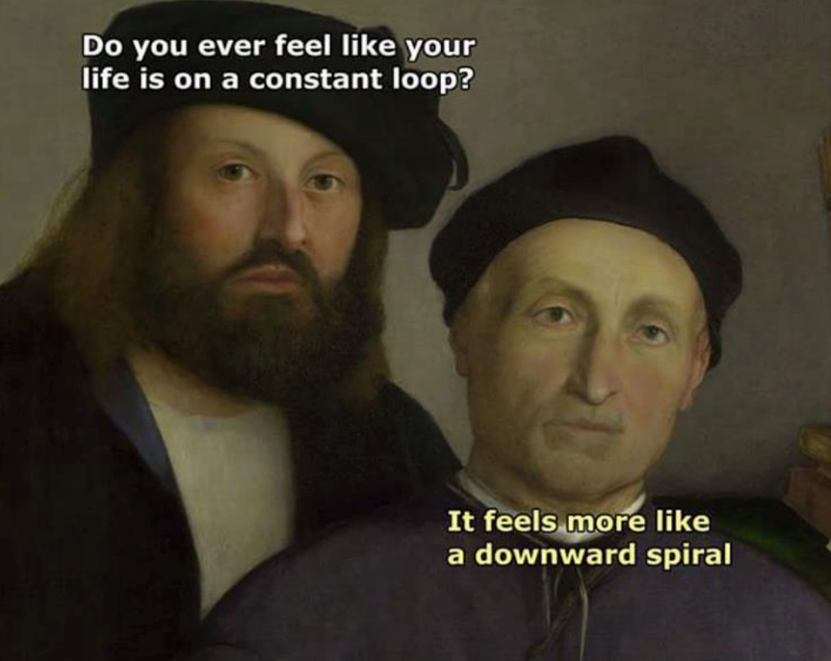 Do you ever feel like your
life is on a constant loop?
It feels more like
a downward spiral